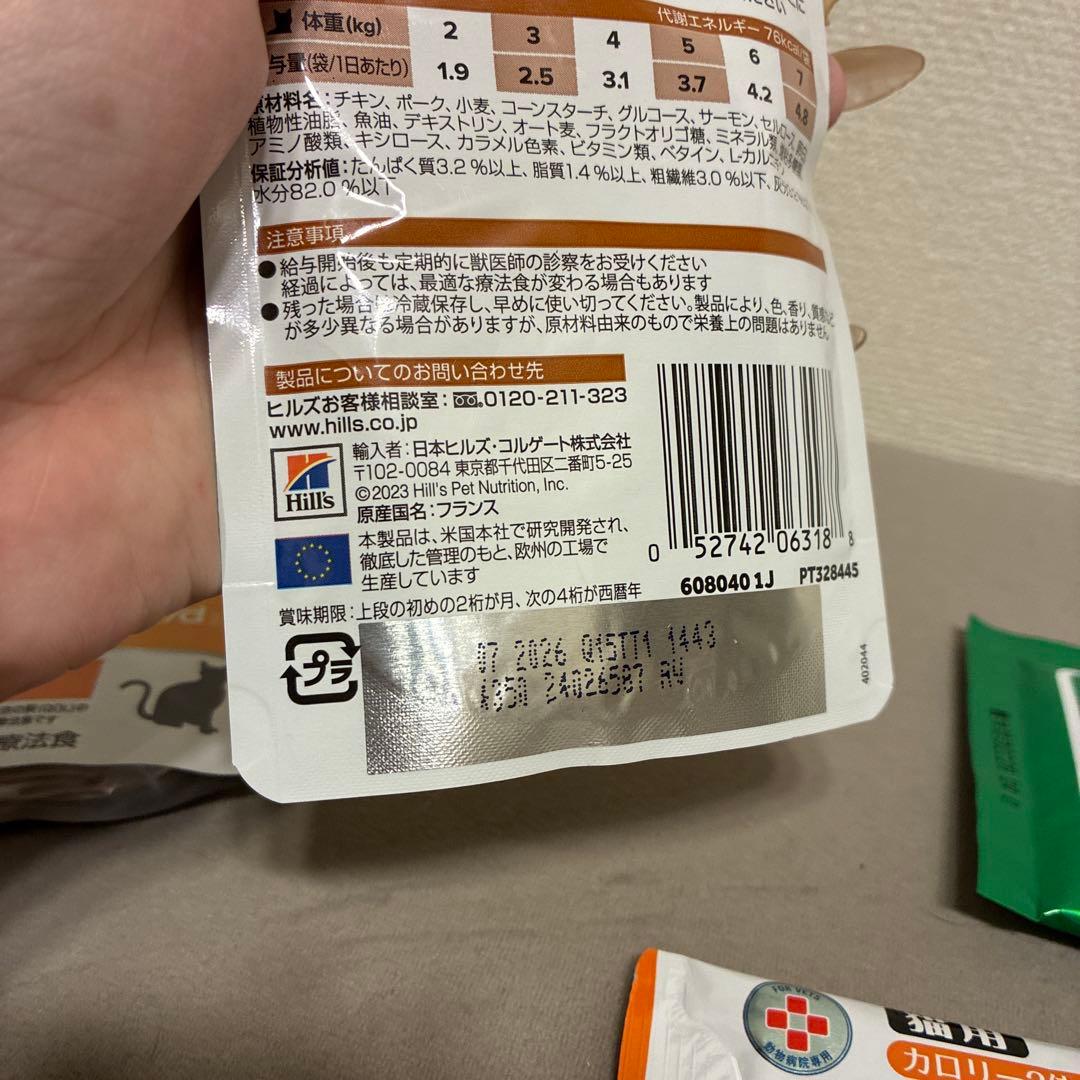 代謝エネルギー 76kcal/袋
体重(kg) 2 3 4 5 6 7
与量(袋/1日あたり) 1.9 2.5 3.1 3.7 4.2 4.8
原材料名:チキン、ポーク、小麦、コーンスターチ、グルコース、サーモン、セルロース、
植物性油脂、魚油、デキストリン、オート麦、フラクトオリゴ糖、ミネラル類
アミノ酸類、キシロース、カラメル色素、ビタミン類、ベタイン、L-カル
保証分析値:たんぱく質3.2%以上、脂質1.4%以上、粗繊維3.0%以下、灰分
水分82.0%以下
注意事項
●給与開始後も定期的に獣医師の診察をお受けください
経過によっては、最適な療法食が変わる場合もあります
●残った場合は冷蔵保存し、早めに使い切ってください。製品により、色、香り、質感など
が多少異なる場合がありますが、原材料由来のもので栄養上の問題はありません
製品についてのお問い合わせ先
ヒルズお客様相談室:0120-211-323
www.hills.co.jp
Hill's
輸入者:日本ヒルズ・コルゲート株式会社
〒102-0084 東京都千代田区二番町5-25
©2023 Hill's Pet Nutrition, Inc.
原産国名:フランス
本製品は、米国本社で研究開発され、
徹底した管理のもと、欧州の工場で
生産しています
0 52742 06318 8
608040 1J PT328445
賞味期限:上段の初めの2桁が月、次の4桁が西暦年
プラ
07 2026 Q15TT1 1443
24026587
402044
療法食
FOR VETS
動物病院専用
猫用
カロリー